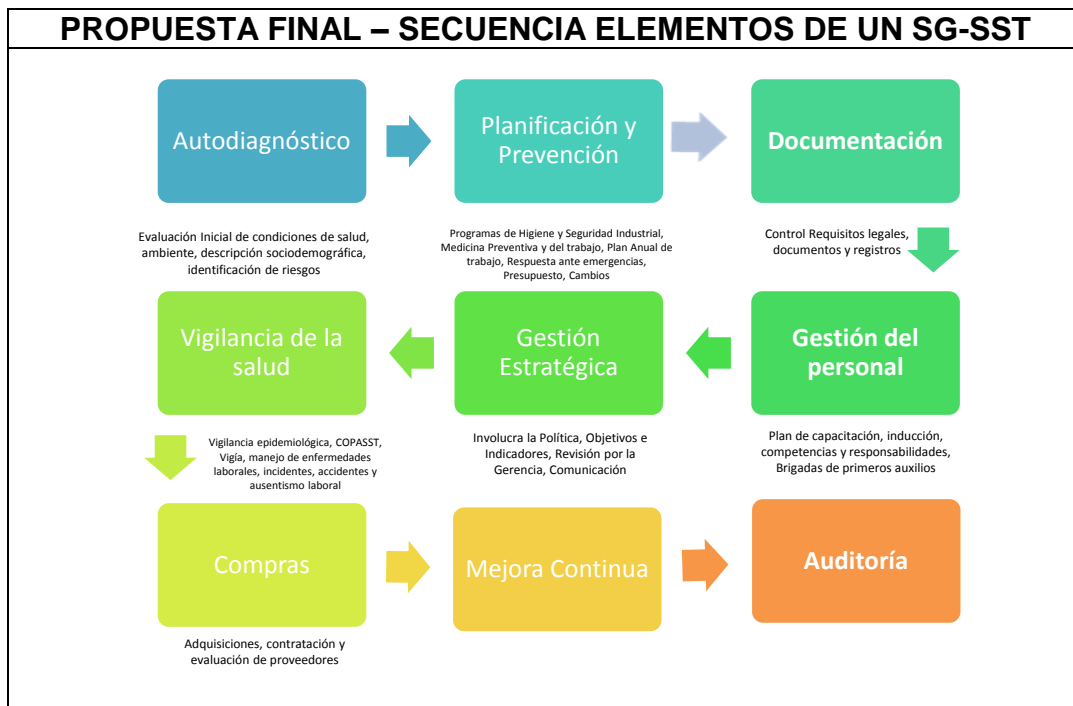 PROPUESTA FINAL – SECUENCIA ELEMENTOS DE UN SG-SST
Autodiagnóstico
Planificación y
Prevención
Documentación
Evaluación Inicial de condiciones de salud,
ambiente, descripción sociodemográfica,
identificación de riesgos
Programas de Higiene y Seguridad Industrial,
Medicina Preventiva y del trabajo, Plan Anual de
trabajo, Respuesta ante emergencias,
Presupuesto, Cambios
Control Requisitos legales,
documentos y registros
Gestión del
personal
Plan de capacitación, inducción,
competencias y responsabilidades,
Brigadas de primeros auxilios
Gestión
Estratégica
Involucra la Política, Objetivos e
Indicadores, Revisión por la
Gerencia, Comunicación
Vigilancia de la
salud
Vigilancia epidemiológica, COPASST,
Vigía, manejo de enfermedades
laborales, incidentes, accidentes y
ausentismo laboral
Compras
Adquisiciones, contratación y
evaluación de proveedores
Mejora Continua
Auditoría